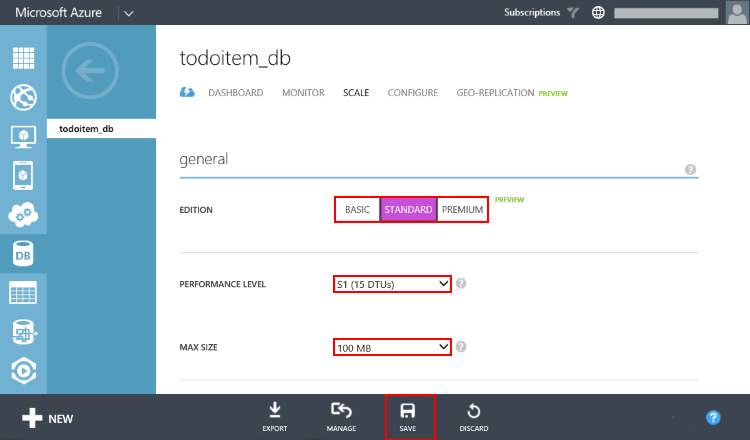 Microsoft Azure
Subscriptions
todoitem_db
todoitem_db
DASHBOARD MONITOR SCALE CONFIGURE GEO-REPLICATION PREVIEW
general
?
EDITION BASIC STANDARD PREMIUM PREVIEW
PERFORMANCE LEVEL S1 (15 DTUs) ?
MAX SIZE 100 MB ?
DB
NEW EXPORT MANAGE SAVE DISCARD ?